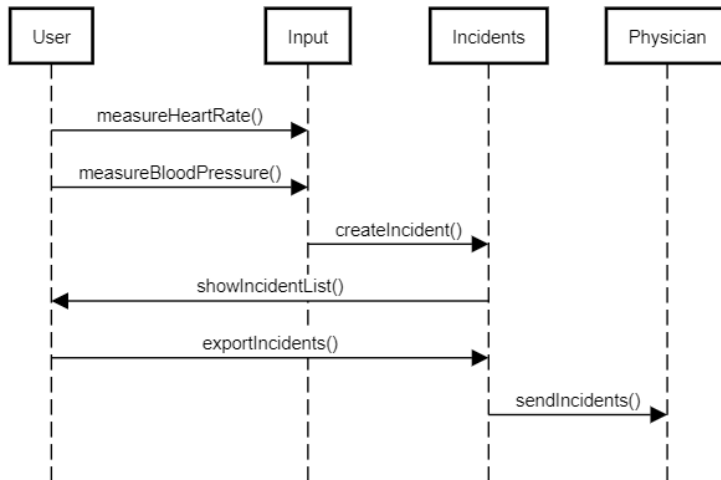 User
Input
Incidents
Physician
measureHeartRate()
measureBloodPressure()
createIncident()
showIncidentList()
exportIncidents()
sendIncidents()